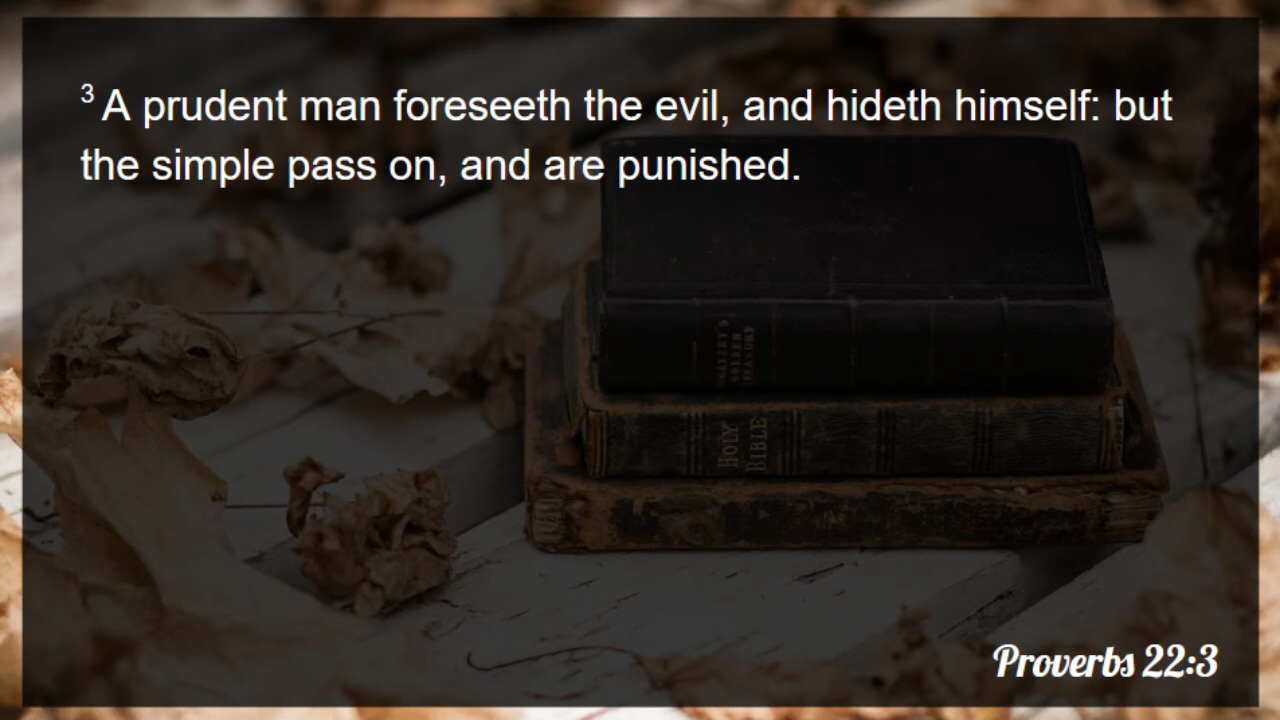 3 A prudent man foreseeth the evil, and hideth himself: but
the simple pass on, and are punished.
HOLY
BIBLE
Proverbs 22:3